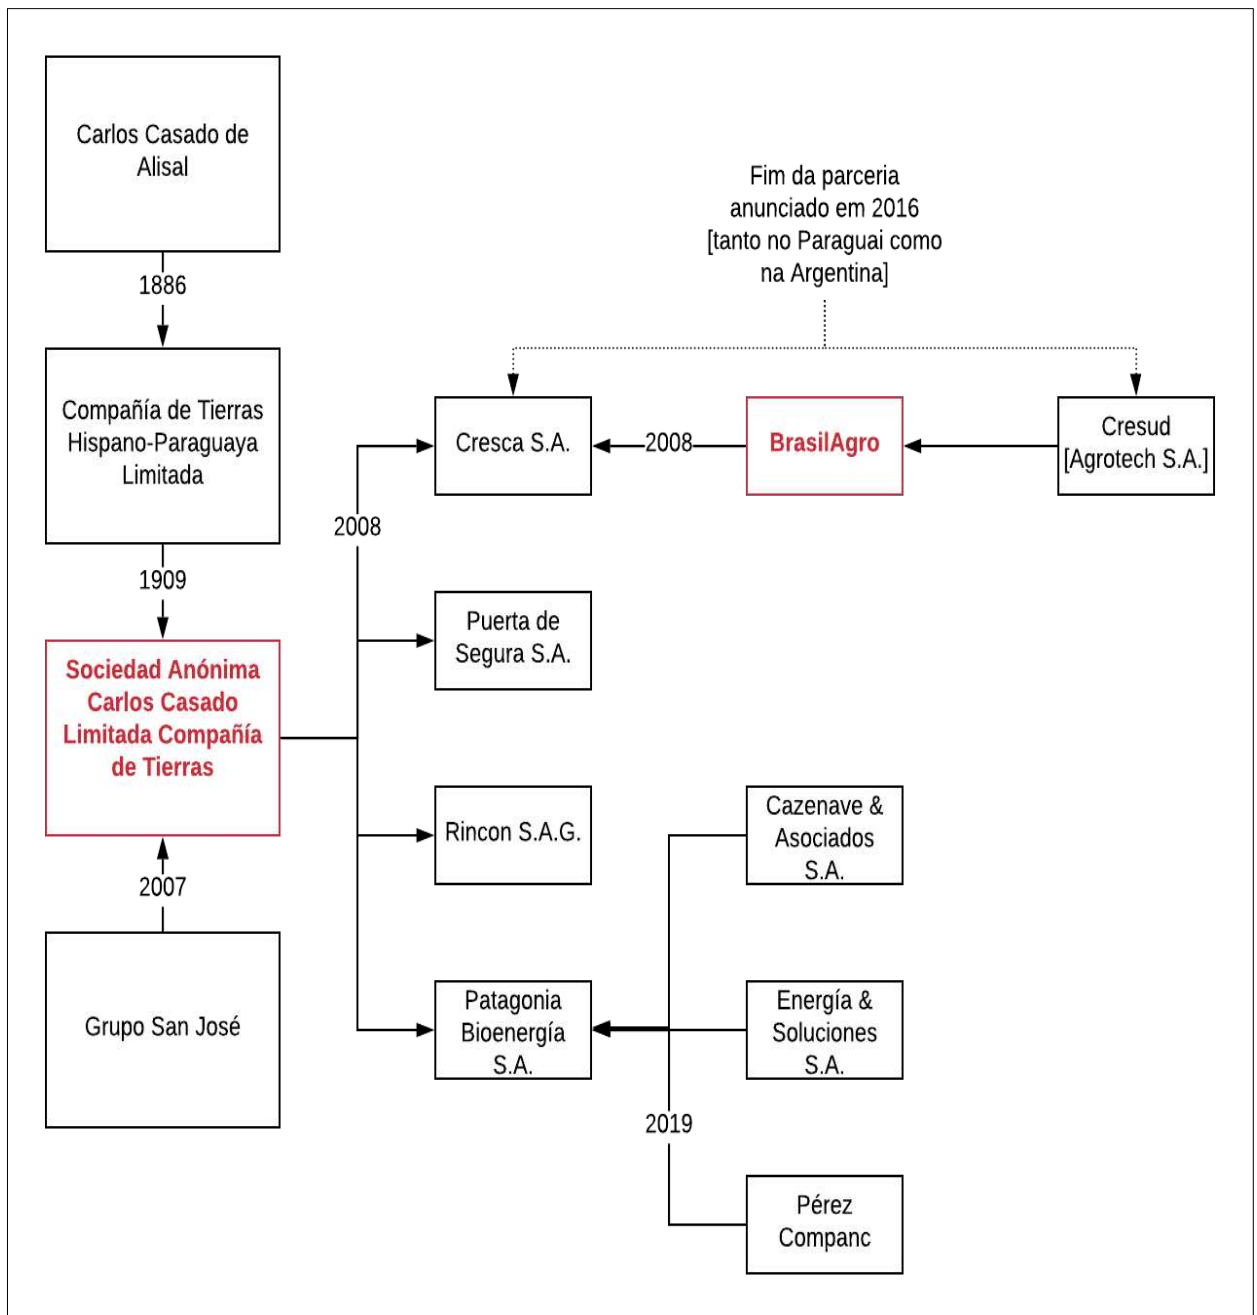 Carlos Casado de
Alisal
1886
Compañía de Tierras
Hispano-Paraguaya
Limitada
1909
Sociedad Anónima
Carlos Casado
Limitada Compañía
de Tierras
2007
Grupo San José
2008
Fim da parceria
anunciado em 2016
[tanto no Paraguai como
na Argentina]
Cresca S.A.
2008
BrasilAgro
Cresud
[Agrotech S.A.]
Puerta de
Segura S.A.
Rincon S.A.G.
Patagonia
Bioenergía
S.A.
Cazenave &
Asociados
S.A.
Energía &
Soluciones
S.A.
2019
Pérez
Companc